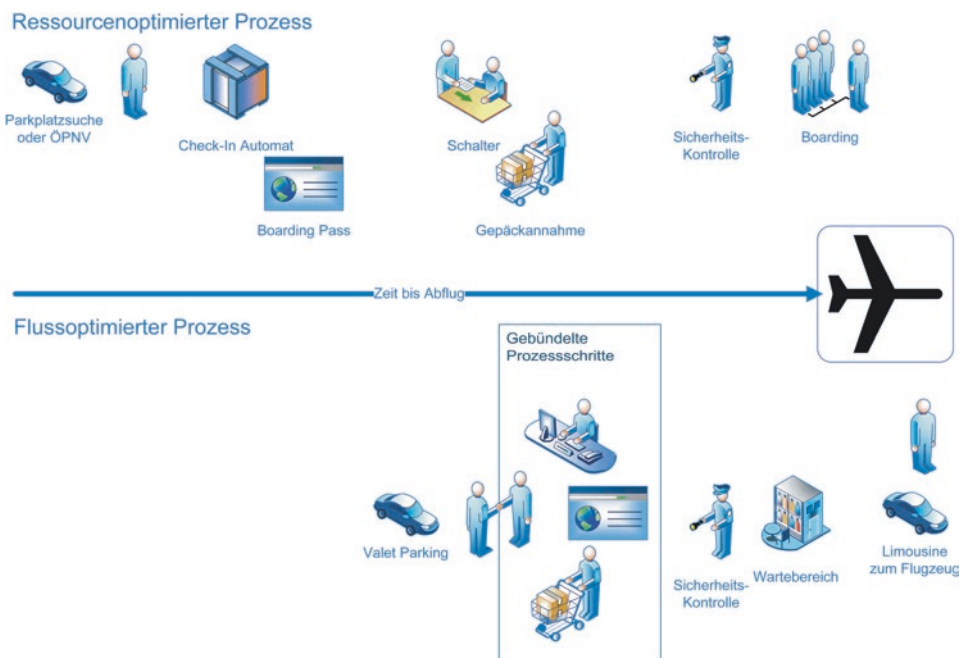 Ressourcenoptimierter Prozess
Parkplatzsuche
oder ÖPNV
Check-In Automat
Schalter
Sicherheits-
Kontrolle
Boarding
Boarding Pass
Gepäckannahme
Zeit bis Abflug
Flussoptimierter Prozess
Gebündelte
Prozessschritte
Valet Parking
Sicherheits-
Kontrolle
Wartebereich
Limousine
zum Flugzeug